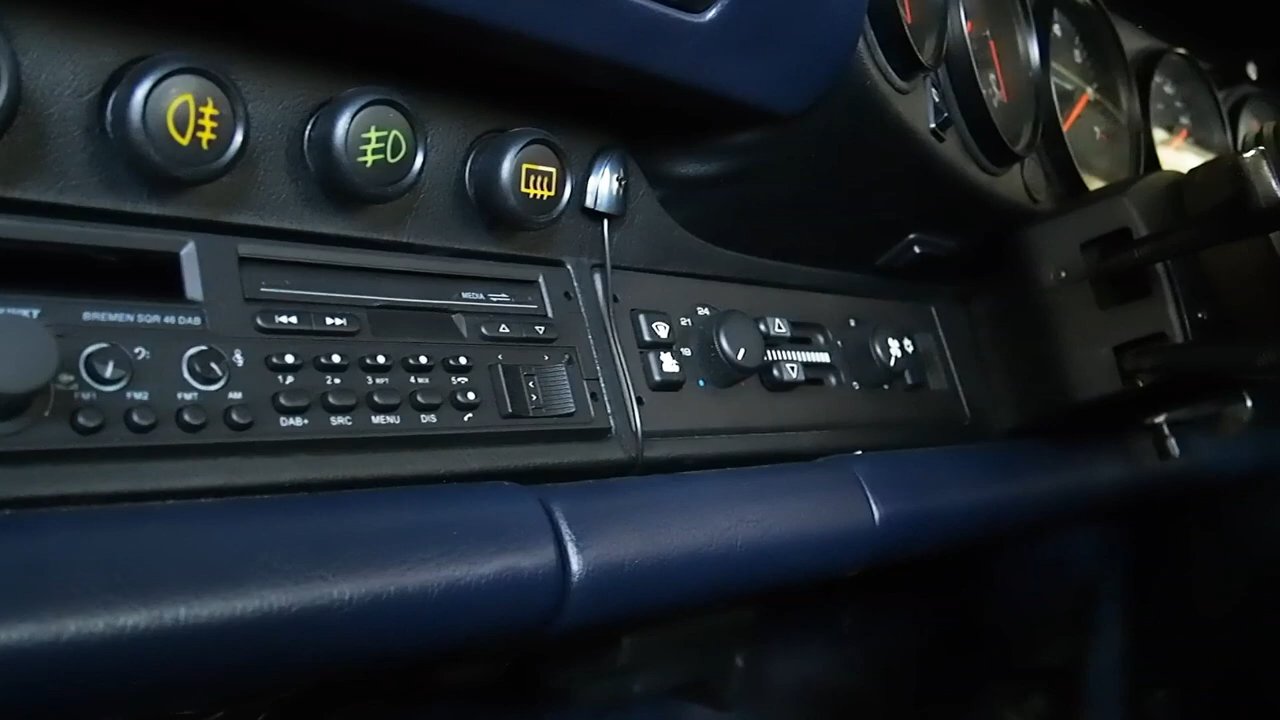 MEDIA
BREMEN SQR 46 DAB
24
21
18
1
2
3 RPT
4 MIX
5
FM1
FM2
FMT
AM
DAB+
SRC
MENU
DIS